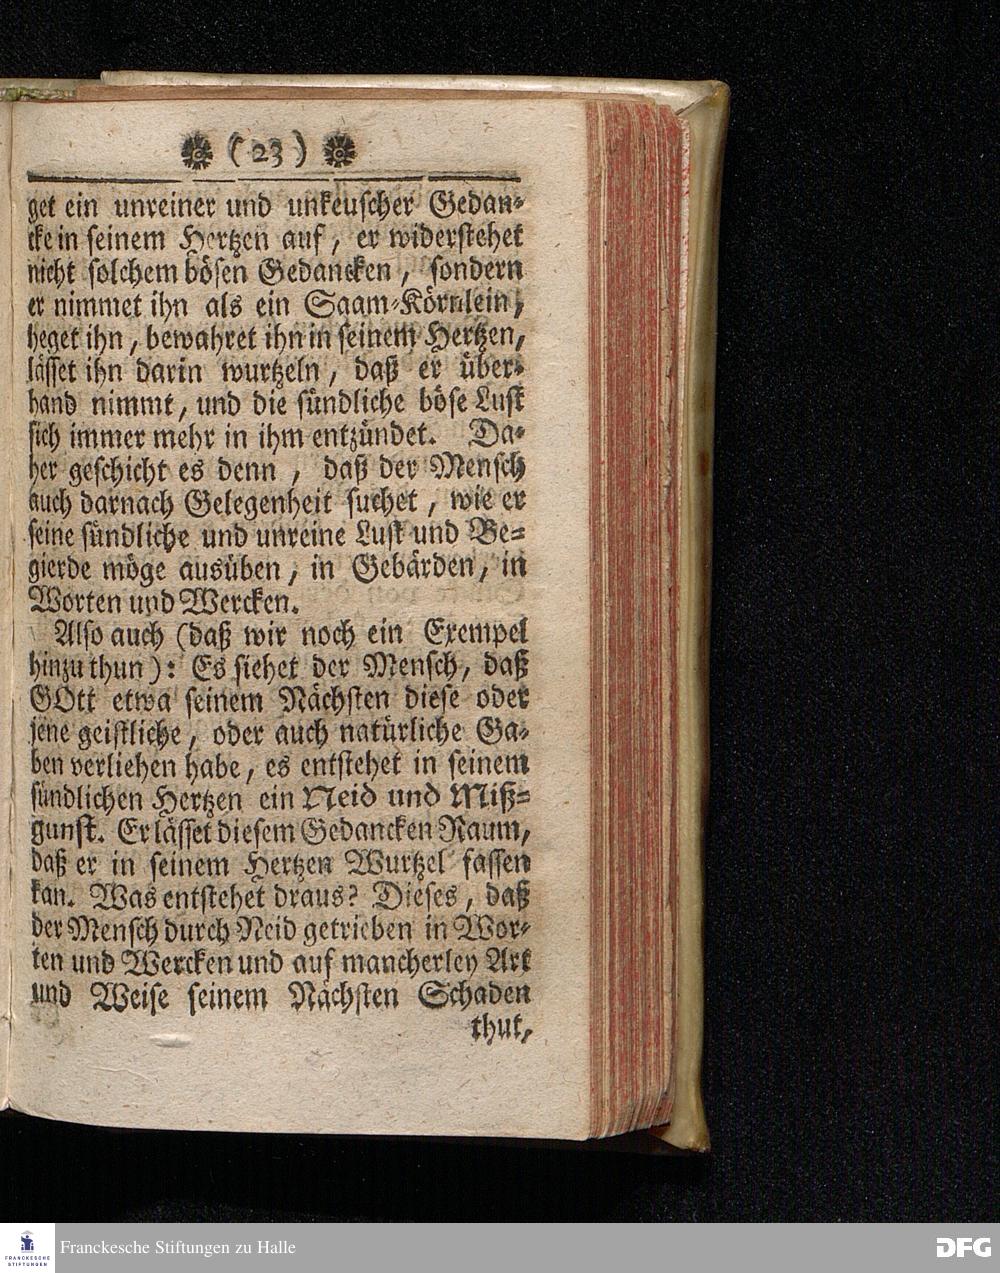 ( 23 )
get ein unreiner und unkeuscher Gedan-
cke in seinem Hertzen auf, er widerstehet
nicht solchem bösen Gedancken, sondern
er nimmet ihn als ein Saam-Körnlein,
heget ihn, bewahret ihn in seinem Hertzen,
lässet ihn darin wurtzeln, daß er über-
hand nimmt, und die sündliche böse Lust
sich immer mehr in ihm entzündet. Da-
her geschicht es denn, daß der Mensch
auch darnach Gelegenheit suchet, wie er
seine sündliche und unreine Lust und Be-
gierde möge ausüben, in Gebärden, in
Worten und Wercken.
Also auch (daß wir noch ein Exempel
hinzu thun): Es siehet der Mensch, daß
GOtt etwa seinem Nächsten diese oder
jene geistliche, oder auch natürliche Ga-
ben verliehen habe, es entstehet in seinem
sündlichen Hertzen ein Neid und Miß-
gunst. Er lässet diesem Gedancken Raum,
daß er in seinem Hertzen Wurtzel fassen
kan. Was entstehet draus? Dieses, daß
der Mensch durch Neid getrieben in Wor-
ten und Wercken und auf mancherley Art
und Weise seinem Nächsten Schaden
thut,
FRANCKESCHE
STIFTUNGEN
Franckesche Stiftungen zu Halle
DFG